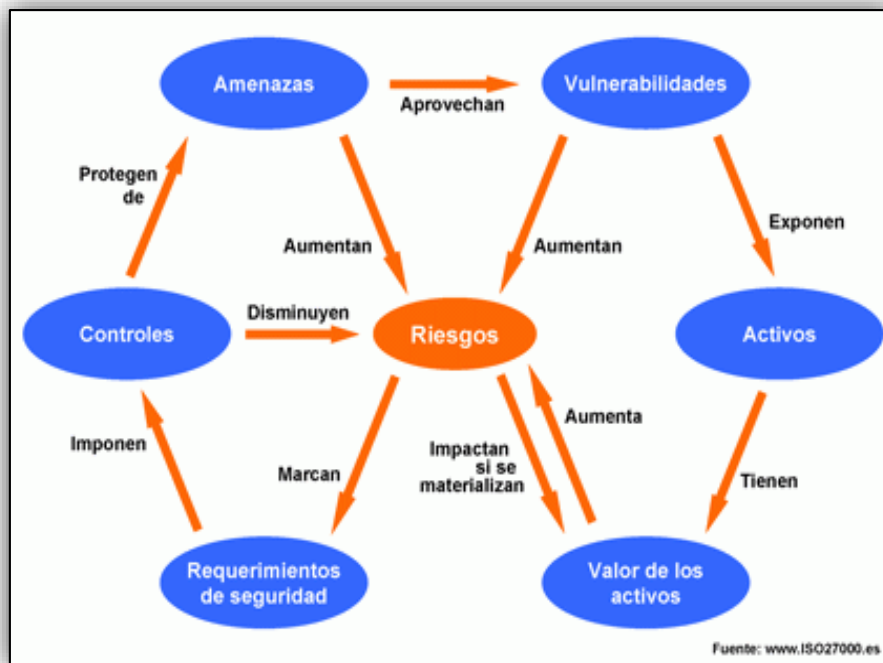 Amenazas
Aprovechan
Vulnerabilidades
Protegen
de
Aumentan
Aumentan
Exponen
Controles
Disminuyen
Riesgos
Activos
Imponen
Marcan
Impactan
si se
materializan
Aumenta
Tienen
Requerimientos
de seguridad
Valor de los
activos
Fuente: www.ISO27000.es